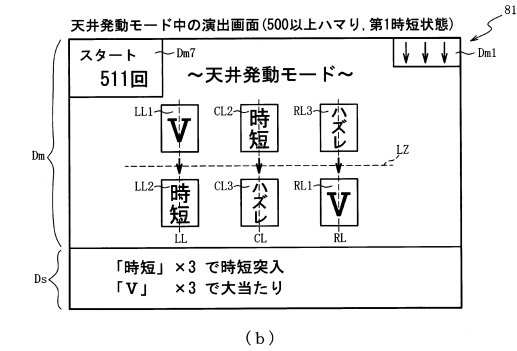 天井発動モード中の演出画面(500以上ハマり,第1時短状態)
81
スタート
511回
Dm7
～天井発動モード～
Dm1
Dm
LL1
V
CL2
時短
RL3
ハズレ
LZ
LL2
時短
CL3
ハズレ
RL1
V
LL
CL
RL
Ds
「時短」×3 で時短突入
「V」 ×3 で大当たり
(b)